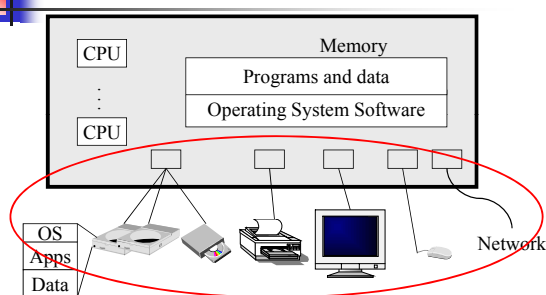 CPU
Memory
Programs and data
Operating System Software
CPU
OS
Apps
Data
Network